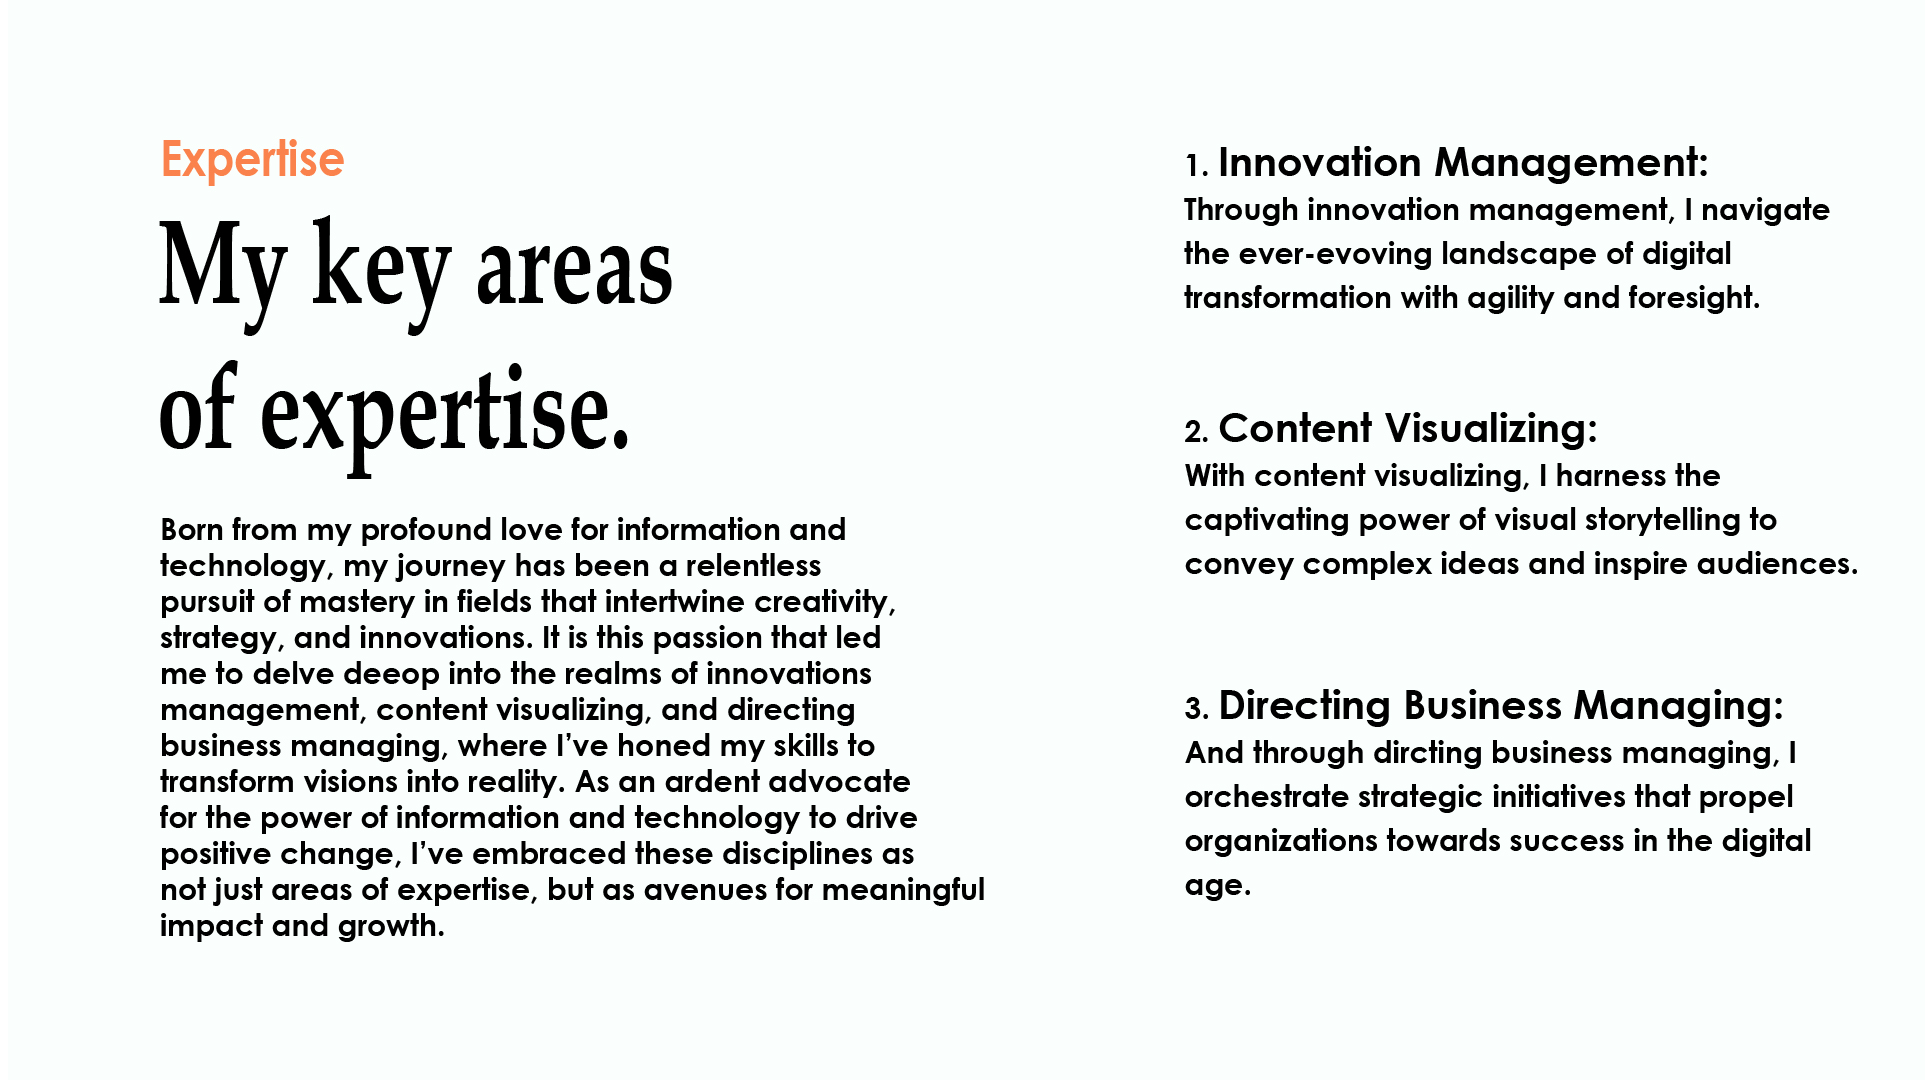 Expertise
My key areas
of expertise.
Born from my profound love for information and
technology, my journey has been a relentless
pursuit of mastery in fields that intertwine creativity,
strategy, and innovations. It is this passion that led
me to delve deeop into the realms of innovations
management, content visualizing, and directing
business managing, where I’ve honed my skills to
transform visions into reality. As an ardent advocate
for the power of information and technology to drive
positive change, I’ve embraced these disciplines as
not just areas of expertise, but as avenues for meaningful
impact and growth.
1. Innovation Management:
Through innovation management, I navigate
the ever-evoving landscape of digital
transformation with agility and foresight.
2. Content Visualizing:
With content visualizing, I harness the
captivating power of visual storytelling to
convey complex ideas and inspire audiences.
3. Directing Business Managing:
And through dircting business managing, I
orchestrate strategic initiatives that propel
organizations towards success in the digital
age.